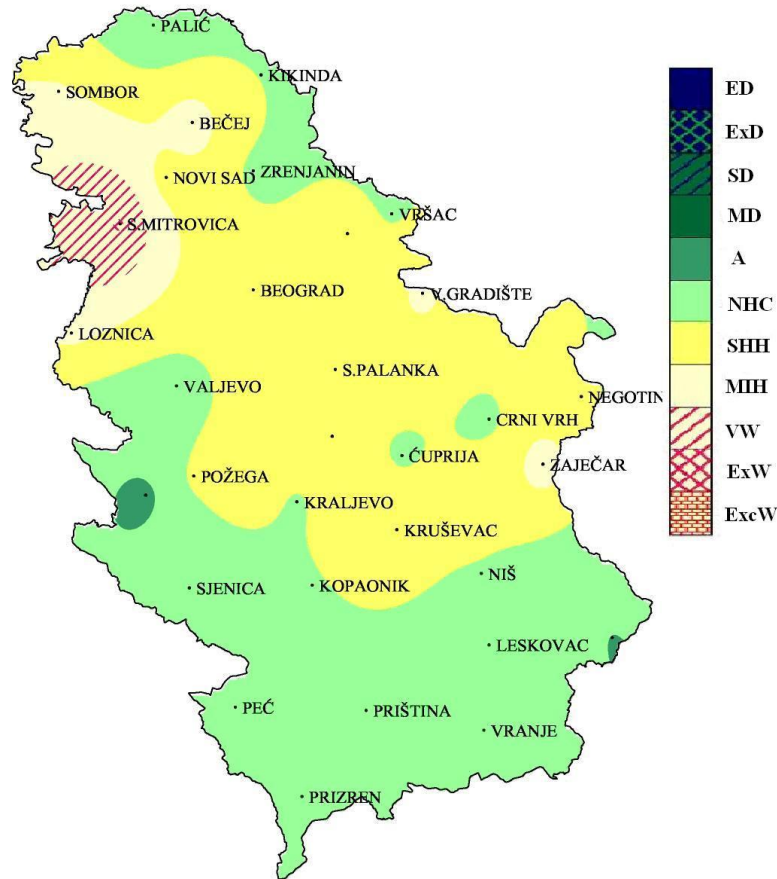 PALIĆ
KIKINDA
SOMBOR
BEČEJ
NOVI SAD
ZRENJANIN
VRŠAC
S.MITROVICA
BEOGRAD
V.GRADIŠTE
LOZNICA
S.PALANKA
VALJEVO
NEGOTIN
CRNI VRH
ĆUPRIJA
ZAJEČAR
POŽEGA
KRALJEVO
KRUŠEVAC
NIŠ
SJENICA
KOPAONIK
LESKOVAC
PEĆ
PRIŠTINA
VRANJE
PRIZREN
ED
ExD
SD
MD
A
NHC
SHH
MIH
VW
ExW
ExcW